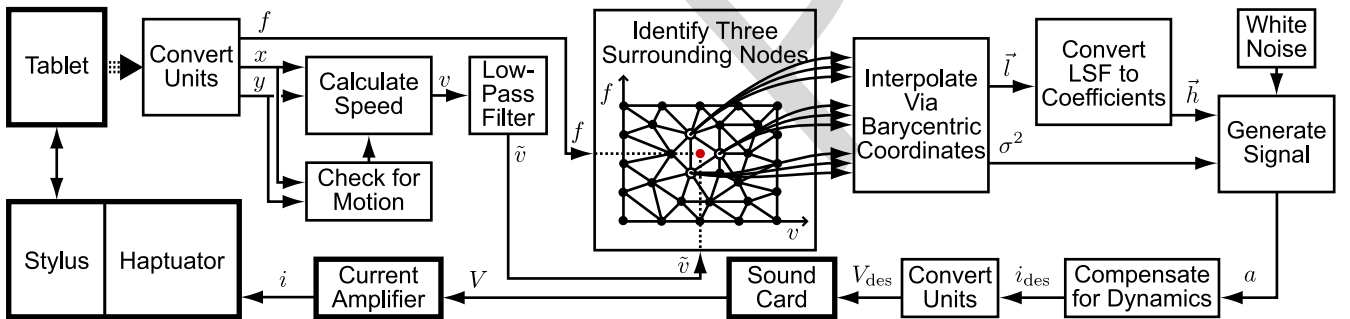 Tablet
Convert
Units
f
x
y
Calculate
Speed
Check for
Motion
v
Low-
Pass
Filter
ṽ
f
Identify Three
Surrounding Nodes
f
v
ṽ
Interpolate
Via
Barycentric
Coordinates
l⃗
σ²
Convert
LSF to
Coefficients
h⃗
White
Noise
Generate
Signal
a
Compensate
for Dynamics
i_des
Convert
Units
V_des
Sound
Card
V
Current
Amplifier
i
Stylus
Haptuator